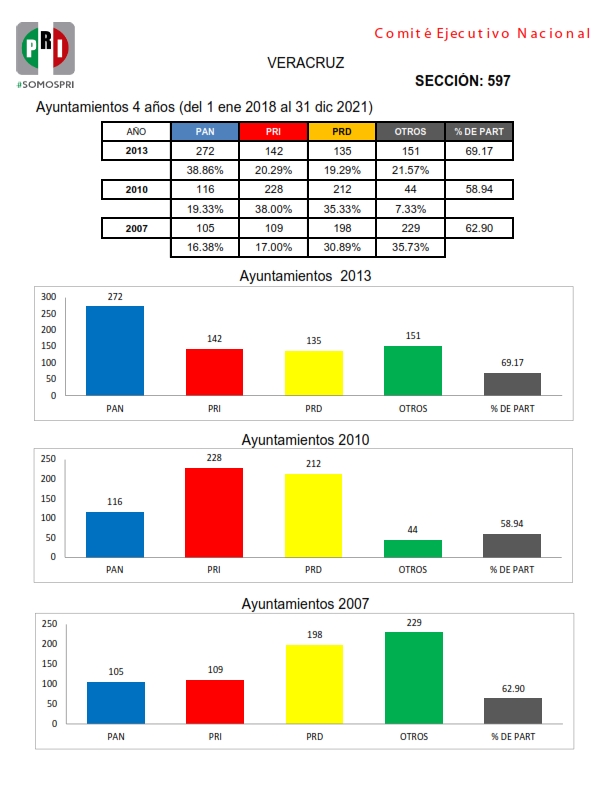 PRI
#SOMOSPRI
Comité Ejecutivo Nacional
VERACRUZ
SECCIÓN: 597
Ayuntamientos 4 años (del 1 ene 2018 al 31 dic 2021)
AÑO PAN PRI PRD OTROS % DE PART
2013 272 142 135 151 69.17
38.86% 20.29% 19.29% 21.57%
2010 116 228 212 44 58.94
19.33% 38.00% 35.33% 7.33%
2007 105 109 198 229 62.90
16.38% 17.00% 30.89% 35.73%
Ayuntamientos 2013
300
250
200
150
100
50
0
272
142
135
151
69.17
PAN PRI PRD OTROS % DE PART
Ayuntamientos 2010
250
200
150
100
50
0
116
228
212
44
58.94
PAN PRI PRD OTROS % DE PART
Ayuntamientos 2007
250
200
150
100
50
0
105
109
198
229
62.90
PAN PRI PRD OTROS % DE PART